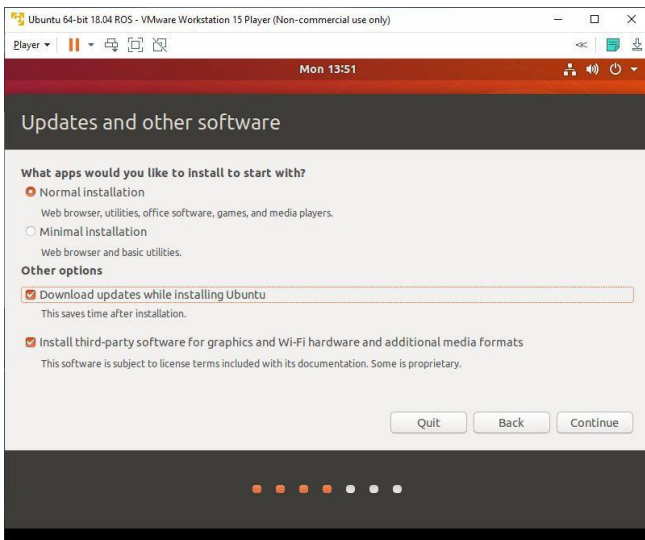 Ubuntu 64-bit 18.04 ROS - VMware Workstation 15 Player (Non-commercial use only)
Player
Mon 13:51
Updates and other software
What apps would you like to install to start with?
Normal installation
Web browser, utilities, office software, games, and media players.
Minimal installation
Web browser and basic utilities.
Other options
Download updates while installing Ubuntu
This saves time after installation.
Install third-party software for graphics and Wi-Fi hardware and additional media formats
This software is subject to license terms included with its documentation. Some is proprietary.
Quit Back Continue